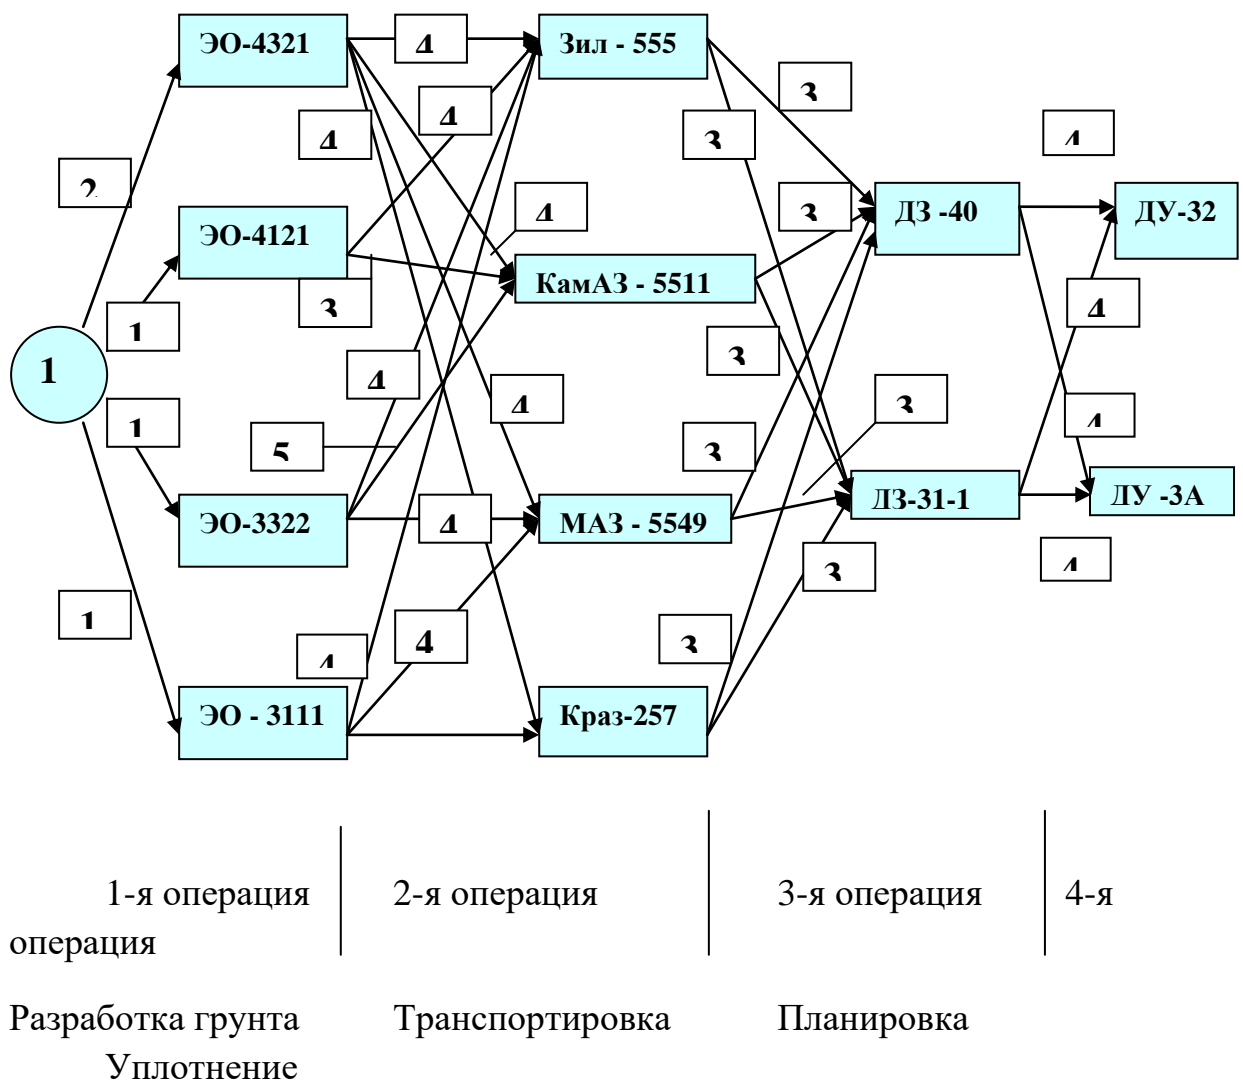 ЭО-4321
4
Зил - 555
3
4
4
3
4
2
4
3
ДЗ -40
ДУ-32
ЭО-4121
КамАЗ - 5511
3
1
4
3
1
4
4
3
1
4
5
3
ЭО-3322
4
МАЗ - 5549
ДЗ-31-1
ДУ -3А
3
4
1
4
4
3
ЭО - 3111
Краз-257
1-я операция
2-я операция
3-я операция
4-я
операция
Разработка грунта
Транспортировка
Планировка
Уплотнение